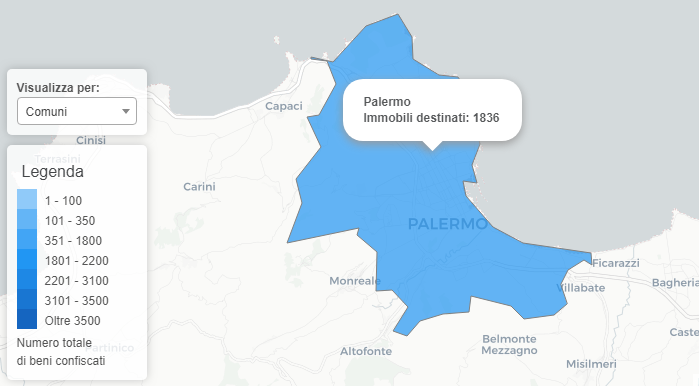 Visualizza per:
Comuni
Cinisi
Terrasini
Legenda
1 - 100
101 - 350
351 - 1800
1801 - 2200
2201 - 3100
3101 - 3500
Oltre 3500
Numero totale
di beni confiscati
Partinico
Capaci
Carini
Palermo
Immobili destinati: 1836
PALERMO
Monreale
Altofonte
Ficarazzi
Villabate
Bagheria
Belmonte
Mezzagno
Misilmeri
Caste